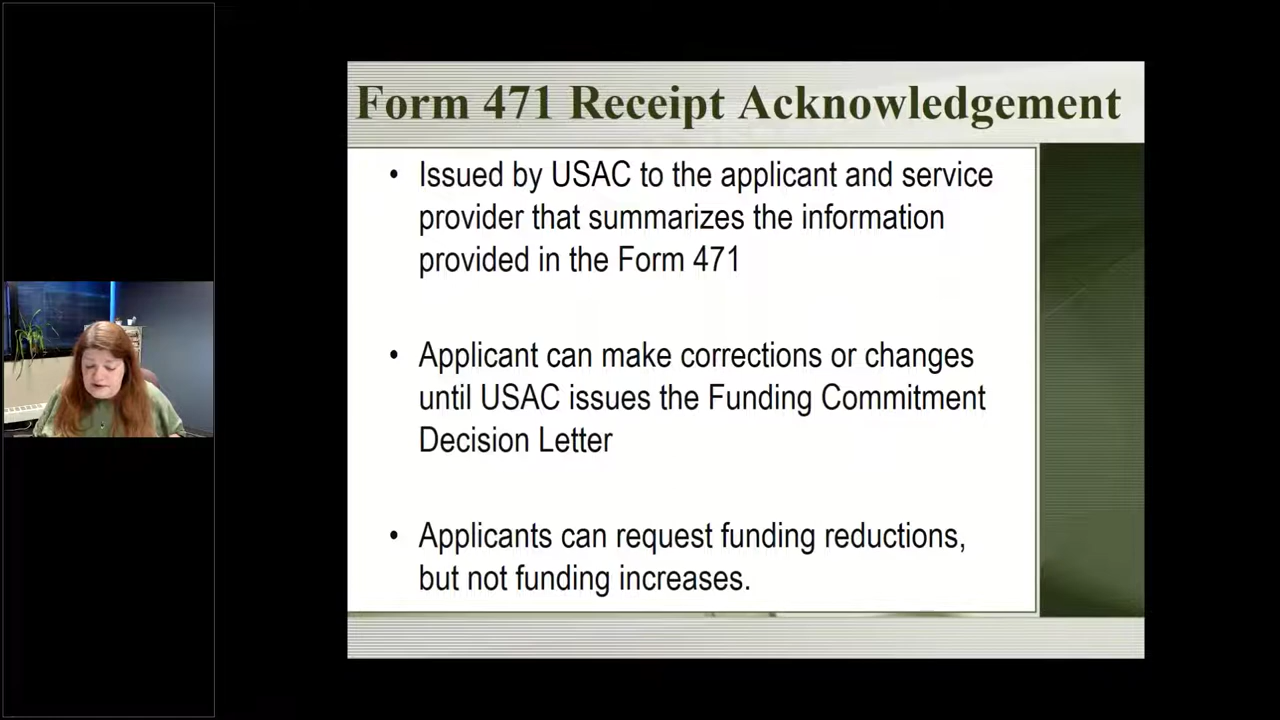 Form 471 Receipt Acknowledgement
• Issued by USAC to the applicant and service
provider that summarizes the information
provided in the Form 471
• Applicant can make corrections or changes
until USAC issues the Funding Commitment
Decision Letter
• Applicants can request funding reductions,
but not funding increases.